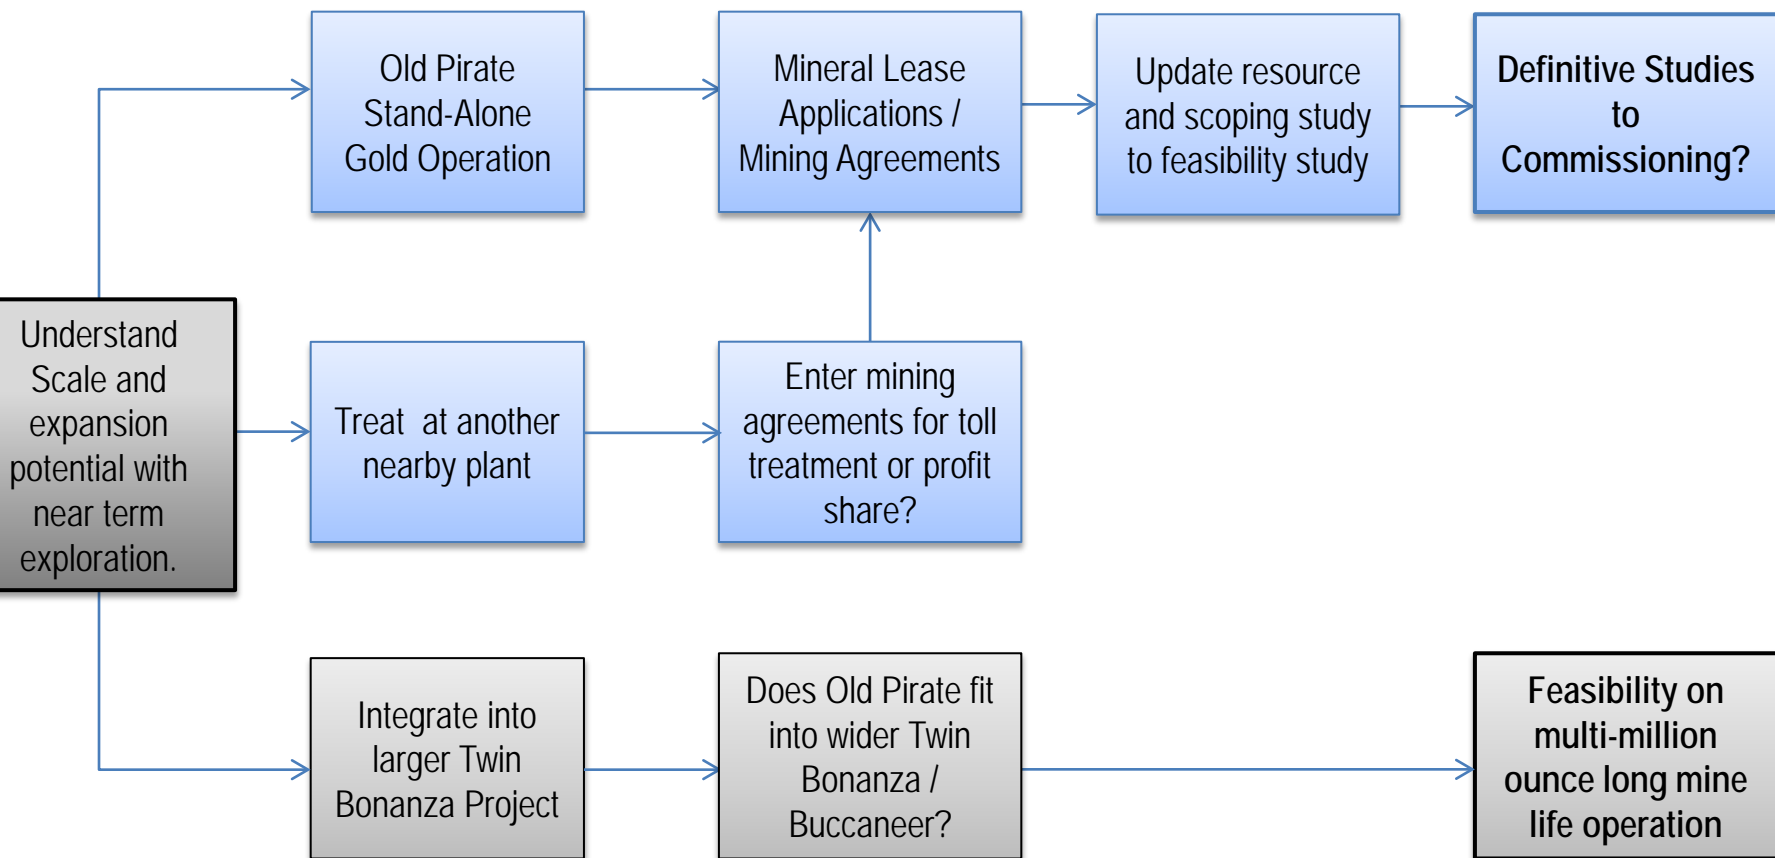 Old Pirate
Stand-Alone
Gold Operation
Mineral Lease
Applications /
Mining Agreements
Update resource
and scoping study
to feasibility study
Definitive Studies
to
Commissioning?
Understand
Scale and
expansion
potential with
near term
exploration.
Treat at another
nearby plant
Enter mining
agreements for toll
treatment or profit
share?
Integrate into
larger Twin
Bonanza Project
Does Old Pirate fit
into wider Twin
Bonanza /
Buccaneer?
Feasibility on
multi-million
ounce long mine
life operation